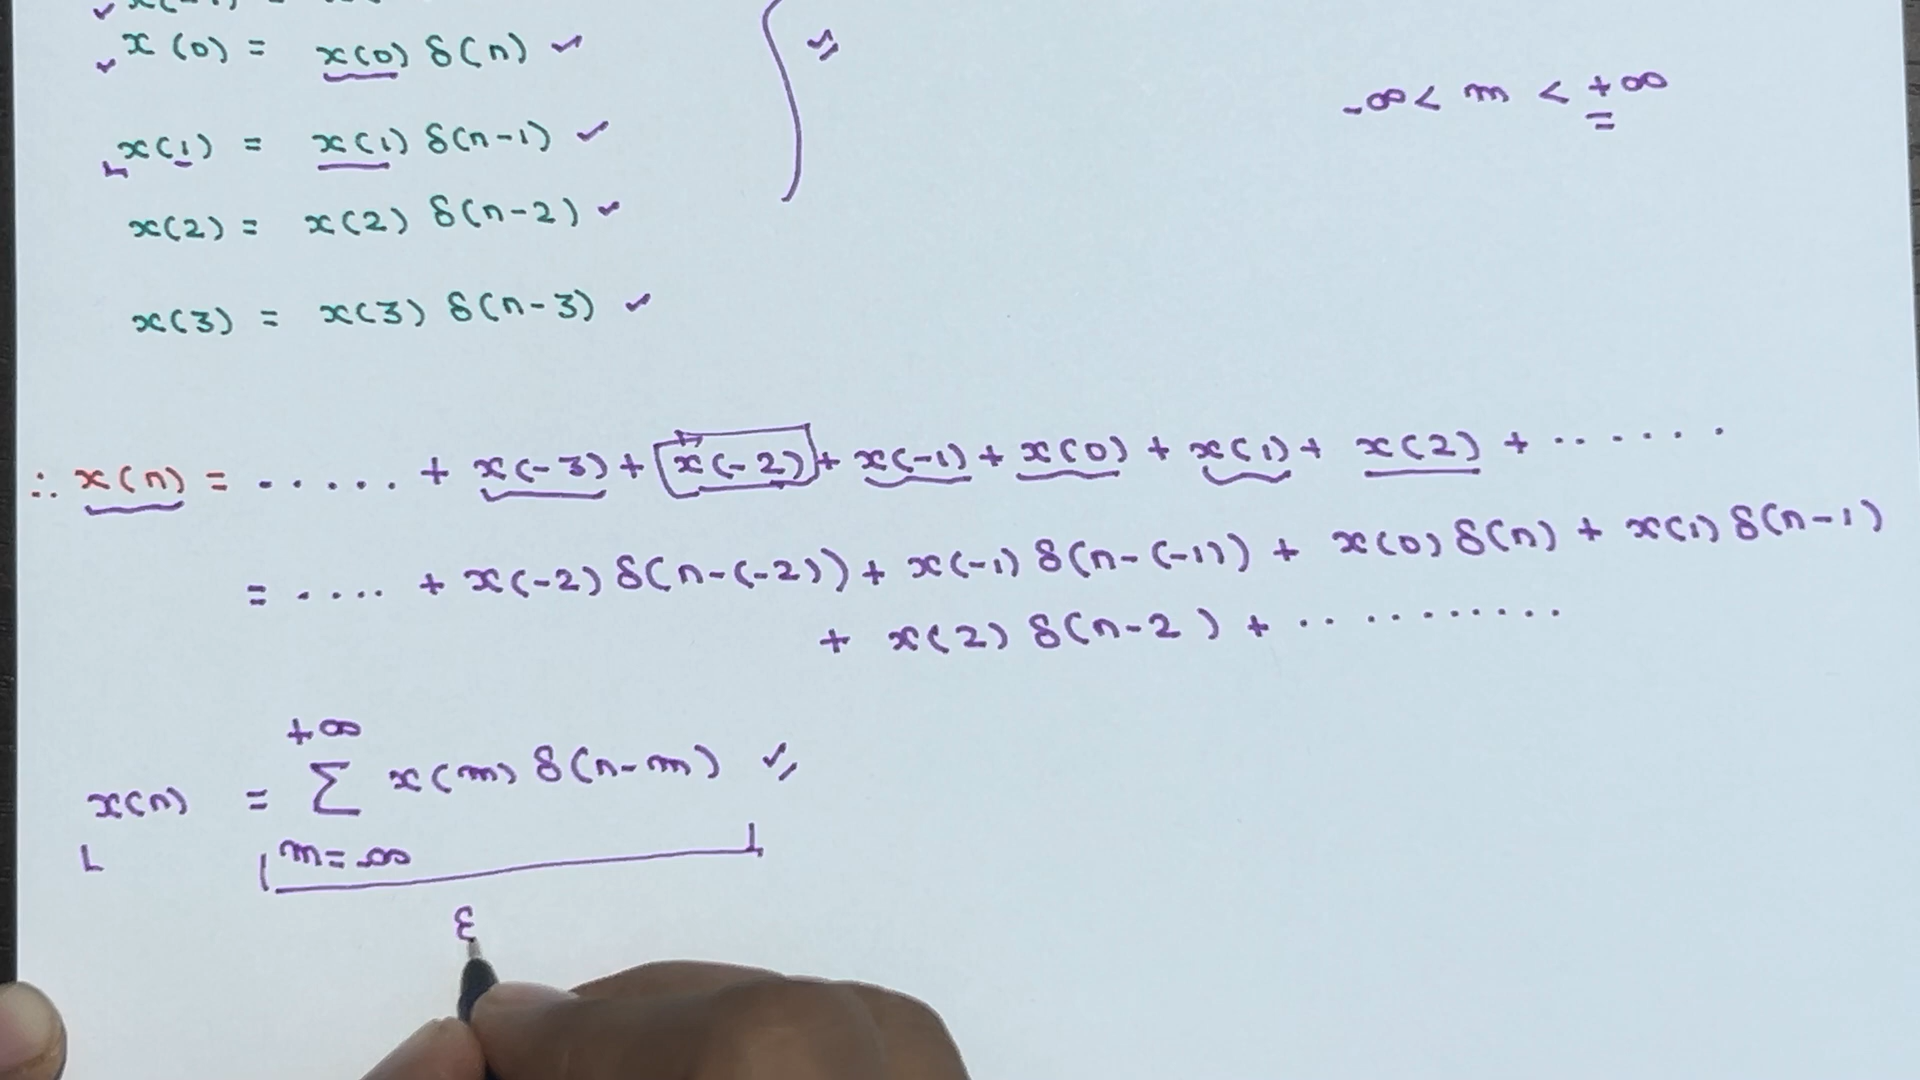 x(0) = x(0) δ(n) ✓
-∞ < m < +∞
x(1) = x(1) δ(n-1) ✓
x(2) = x(2) δ(n-2) ✓
x(3) = x(3) δ(n-3) ✓
∴ x(n) = ..... + x(-3) + x(-2) + x(-1) + x(0) + x(1) + x(2) + .......
= .... + x(-2) δ(n-(-2)) + x(-1) δ(n-(-1)) + x(0) δ(n) + x(1) δ(n-1)
+ x(2) δ(n-2) + ...........
+∞
x(n) = Σ x(m) δ(n-m) ✓
m=-∞
ε